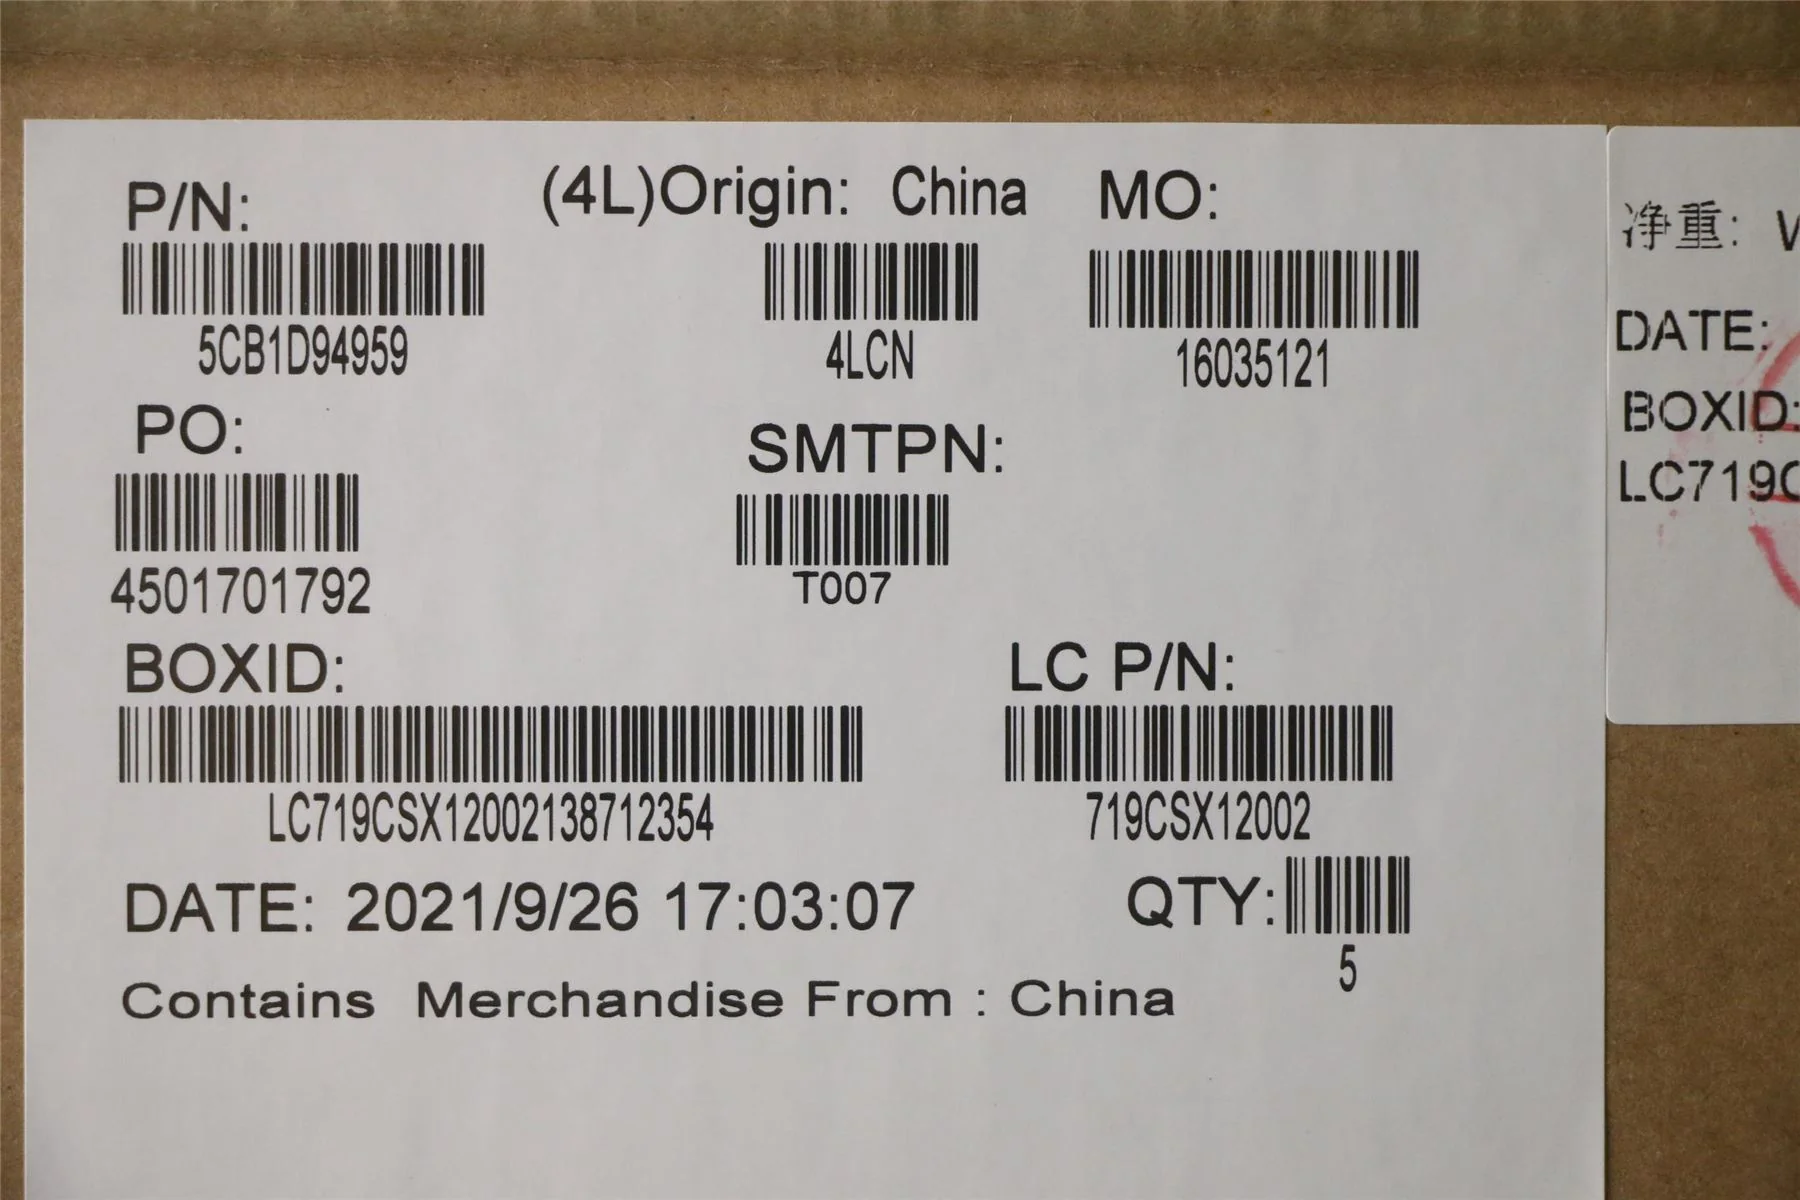 P/N: (4L)Origin: China MO:
5CB1D94959 4LCN 16035121
PO: SMTPN:
4501701792 T007
BOXID: LC P/N:
LC719CSX12002138712354 719CSX12002
DATE: 2021/9/26 17:03:07 QTY:
5
Contains Merchandise From : China
净重:
DATE:
BOXID:
LC719C